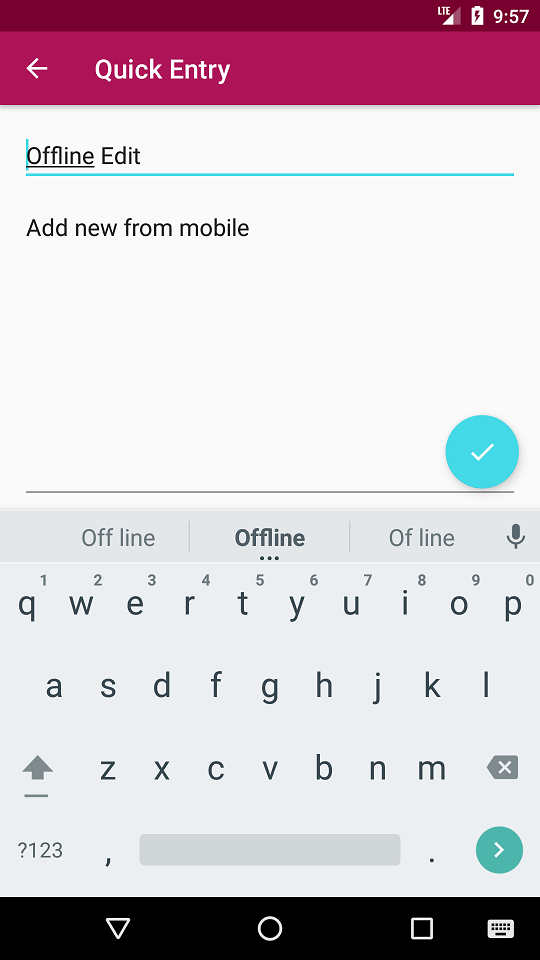 LTE 9:57
Quick Entry
Offline Edit
Add new from mobile
Off line Offline Of line
1 2 3 4 5 6 7 8 9 0
q w e r t y u i o p
a s d f g h j k l
z x c v b n m
?123 , .